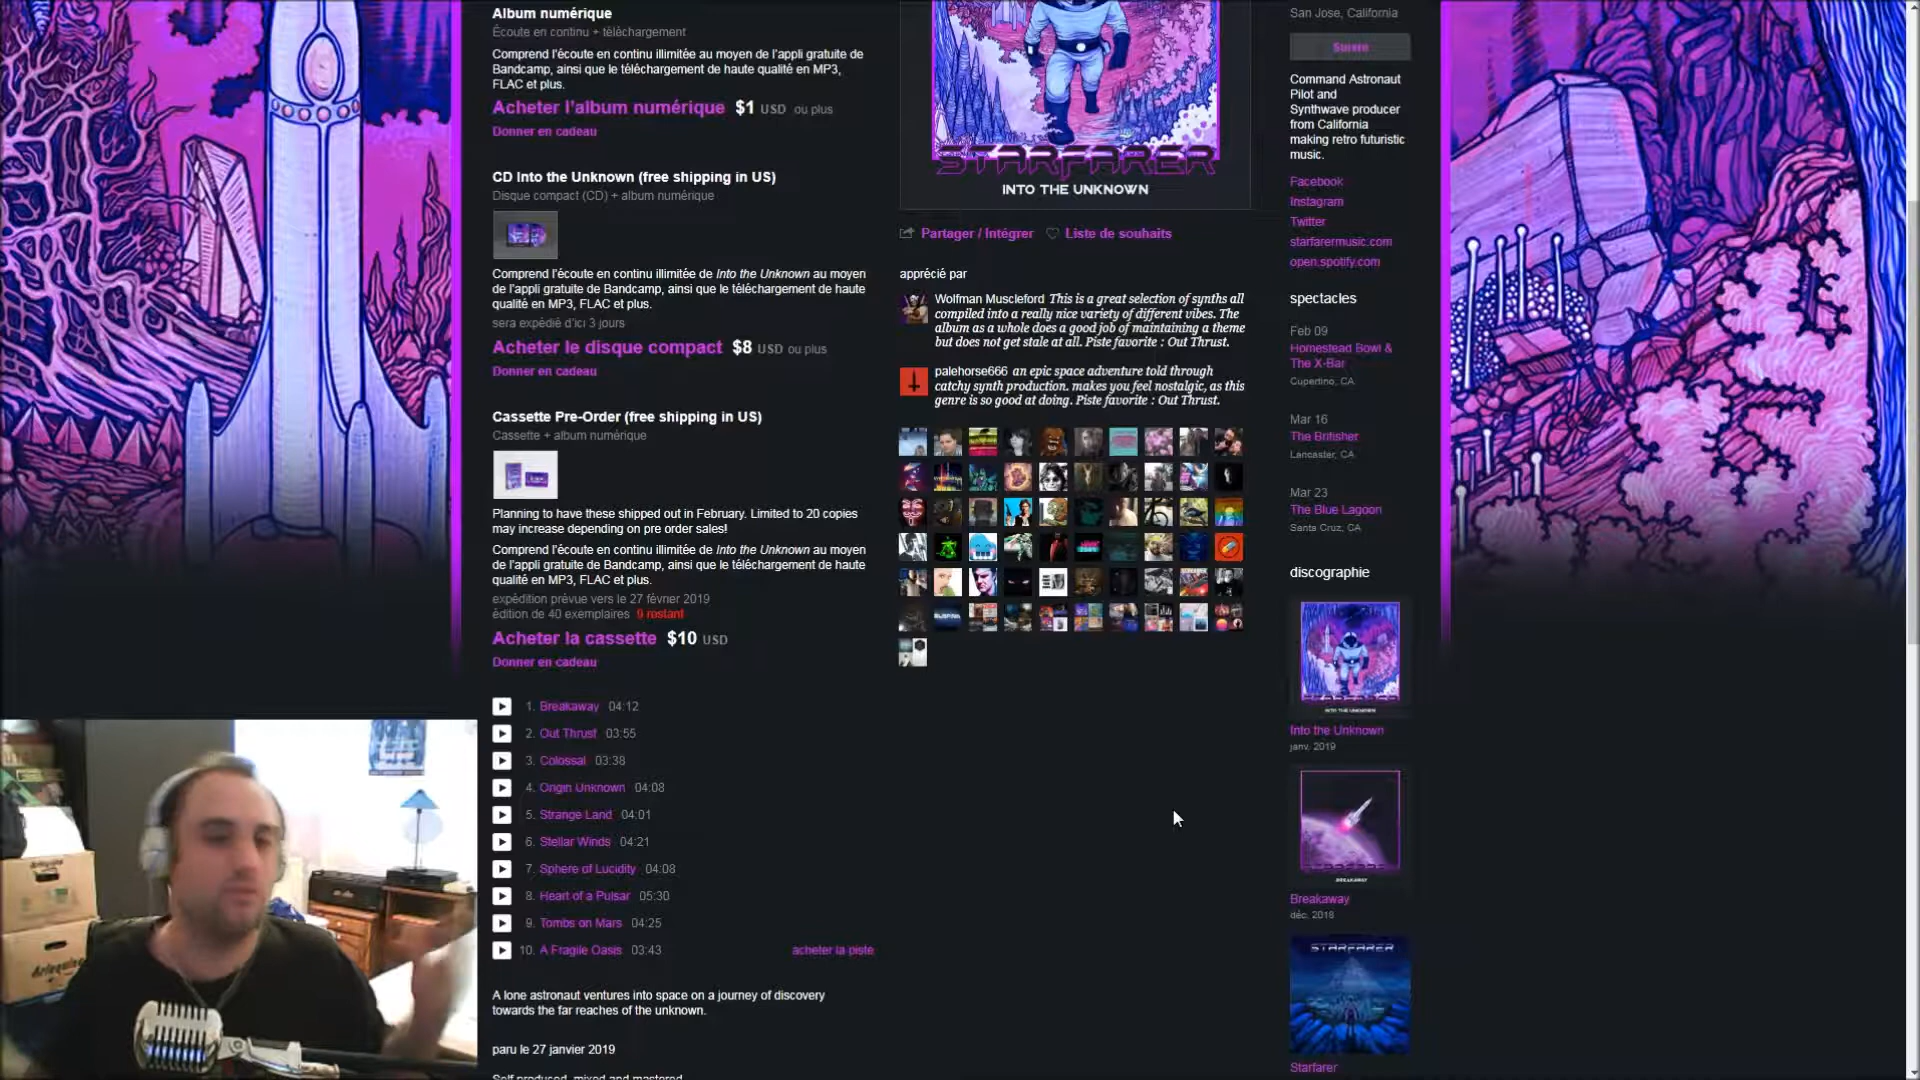 Album numérique
Écoute en continu + téléchargement
Comprend l'écoute en continu illimitée au moyen de l'appli gratuite de
Bandcamp, ainsi que le téléchargement de haute qualité en MP3,
FLAC et plus.
Acheter l'album numérique $1 USD ou plus
Donner en cadeau
CD Into the Unknown (free shipping in US)
Disque compact (CD) + album numérique
Comprend l'écoute en continu illimitée de Into the Unknown au moyen
de l'appli gratuite de Bandcamp, ainsi que le téléchargement de haute
qualité en MP3, FLAC et plus.
sera expédié d'ici 3 jours
Acheter le disque compact $8 USD ou plus
Donner en cadeau
Cassette Pre-Order (free shipping in US)
Cassette + album numérique
Planning to have these shipped out in February. Limited to 20 copies
may increase depending on pre order sales!
Comprend l'écoute en continu illimitée de Into the Unknown au moyen
de l'appli gratuite de Bandcamp, ainsi que le téléchargement de haute
qualité en MP3, FLAC et plus.
expédition prévue vers le 27 février 2019
édition de 40 exemplaires 9 restant
Acheter la cassette $10 USD
Donner en cadeau
1. Breakaway 04:12
2. Out Thrust 03:55
3. Colossal 03:38
4. Origin Unknown 04:08
5. Strange Land 04:01
6. Stellar Winds 04:21
7. Sphere of Lucidity 04:08
8. Heart of a Pulsar 05:30
9. Tombs on Mars 04:25
10. A Fragile Oasis 03:43 acheter la piste
A lone astronaut ventures into space on a journey of discovery
towards the far reaches of the unknown.
paru le 27 janvier 2019
Self produced, mixed and mastered
STARFARER
INTO THE UNKNOWN
Partager / Intégrer Liste de souhaits
apprécié par
Wolfman Muscleford This is a great selection of synths all
compiled into a really nice variety of different vibes. The
album as a whole does a good job of maintaining a theme
but does not get stale at all. Piste favorite : Out Thrust.
palehorse666 an epic space adventure told through
catchy synth production. makes you feel nostalgic, as this
genre is so good at doing. Piste favorite : Out Thrust.
San Jose, California
Suivre
Command Astronaut
Pilot and
Synthwave producer
from California
making retro futuristic
music.
Facebook
Instagram
Twitter
starfarermusic.com
open.spotify.com
spectacles
Feb 09
Homestead Bowl &
The X-Bar
Cupertino, CA
Mar 16
The Britisher
Lancaster, CA
Mar 23
The Blue Lagoon
Santa Cruz, CA
discographie
INTO THE UNKNOWN
Into the Unknown
janv. 2019
STARFARER
BREAKAWAY
Breakaway
déc. 2018
STARFARER
Starfarer